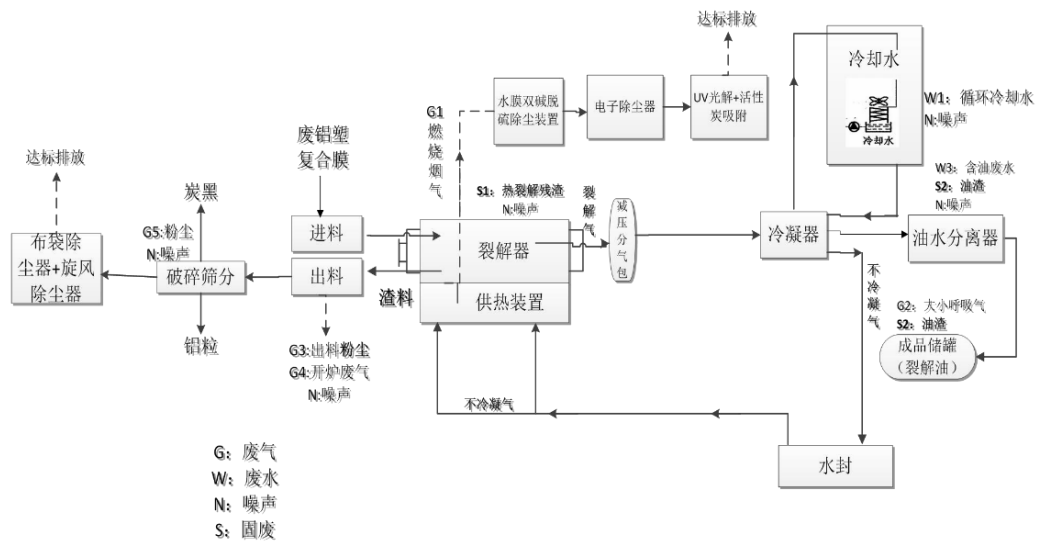 达标排放
冷却水
冷却水
W1：循环冷却水
N:噪声
水膜双碱脱
硫除尘装置
电子除尘器
UV光解+活性
炭吸附
G1
燃烧烟气
废铝塑
复合膜
达标排放
炭黑
S1：热裂解残渣
N:噪声
裂解气
减压分气包
W3：含油废水
S2：油渣
N:噪声
G5:粉尘
N:噪声
布袋除
尘器+旋风
除尘器
破碎筛分
进料
出料
裂解器
供热装置
渣料
冷凝器
油水分离器
铝粒
G3:出料粉尘
G4:开炉废气
N:噪声
不冷凝气
G2：大小呼吸气
S2：油渣
成品储罐
（裂解油）
不冷凝气
水封
G：废气
W：废水
N：噪声
S：固废